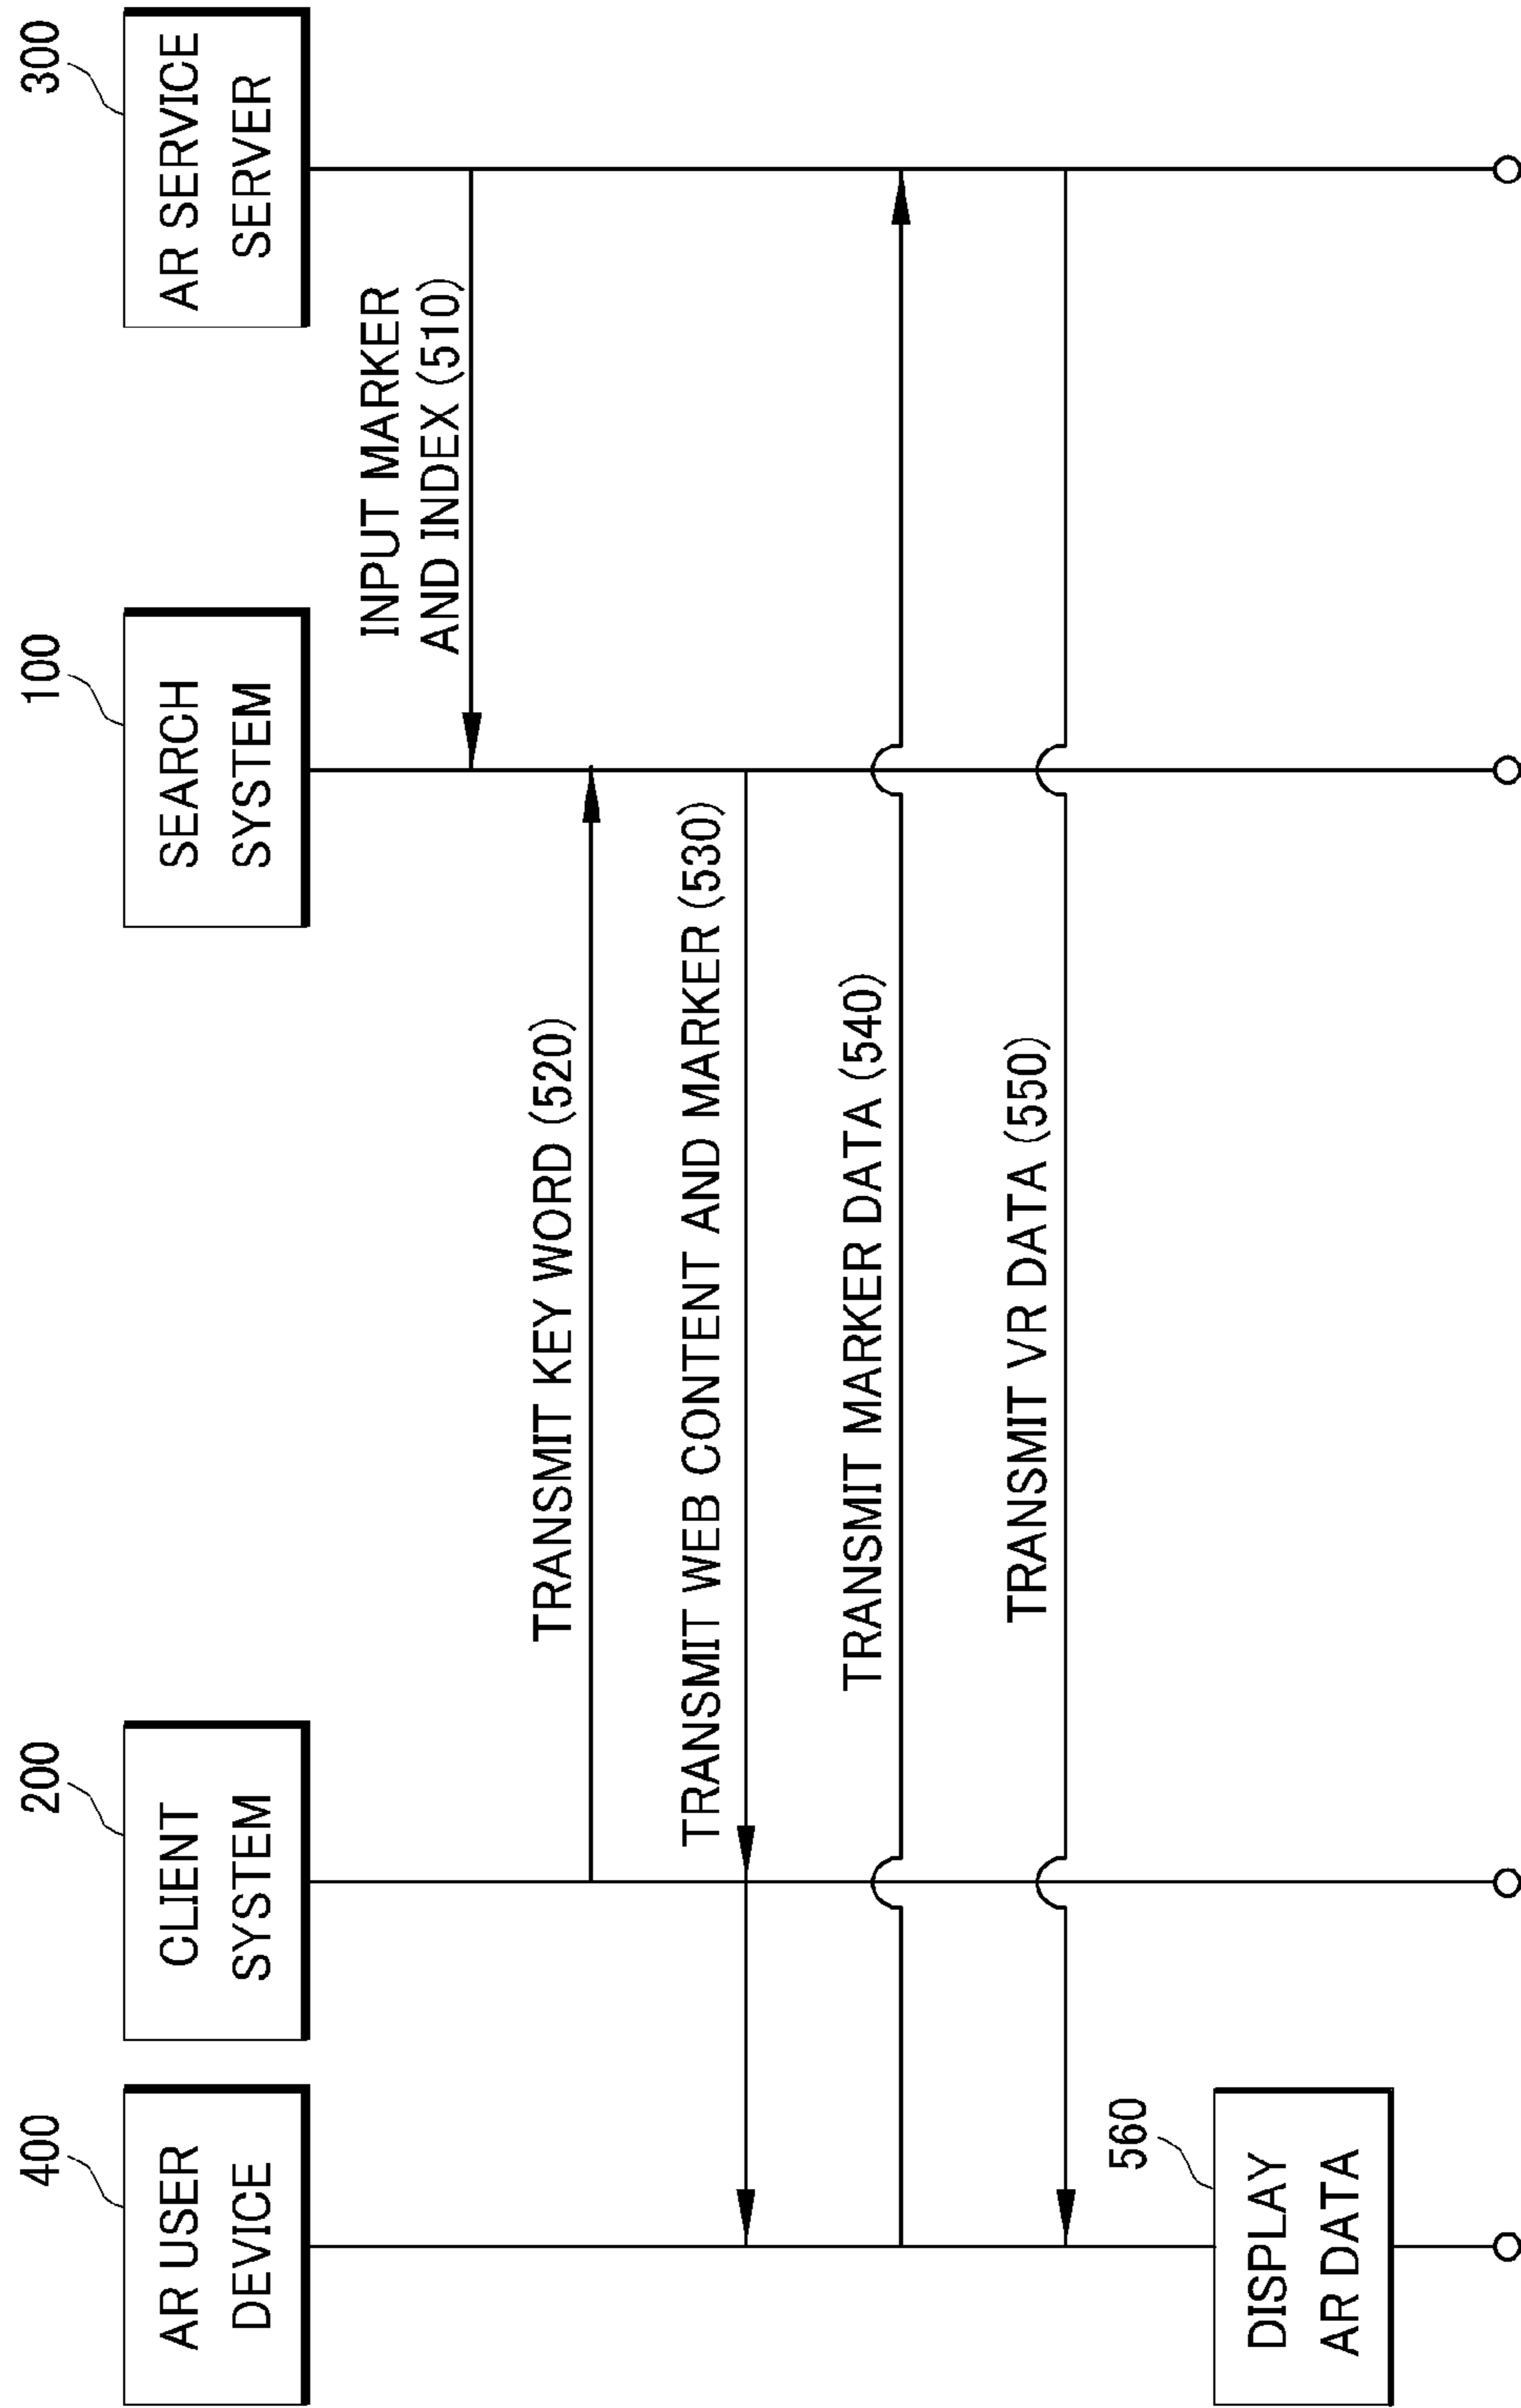 400
AR USER
DEVICE
200
CLIENT
SYSTEM
100
SEARCH
SYSTEM
300
AR SERVICE
SERVER
INPUT MARKER
AND INDEX (510)
TRANSMIT KEY WORD (520)
TRANSMIT WEB CONTENT AND MARKER (530)
TRANSMIT MARKER DATA (540)
TRANSMIT VR DATA (550)
560
DISPLAY
AR DATA